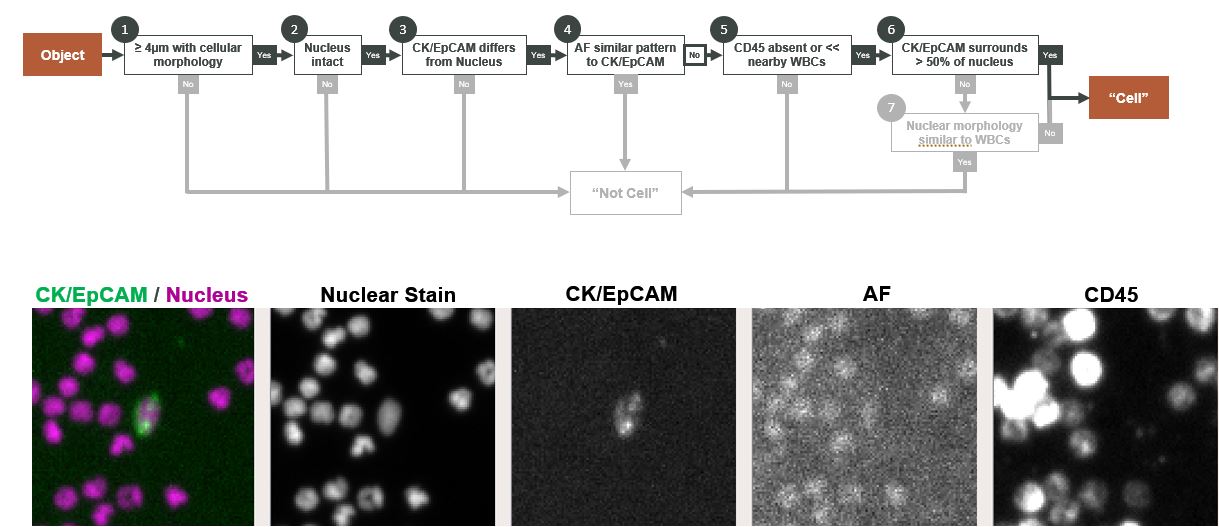 1
2
3
4
5
6
Object
≥ 4µm with cellular
morphology
Yes
Nucleus
intact
Yes
CK/EpCAM differs
from Nucleus
Yes
AF similar pattern
to CK/EpCAM
No
CD45 absent or <<
nearby WBCs
Yes
CK/EpCAM surrounds
> 50% of nucleus
Yes
No
No
No
Yes
No
No
“Cell”
7
Nuclear morphology
similar to WBCs
No
Yes
“Not Cell”
CK/EpCAM / Nucleus
Nuclear Stain
CK/EpCAM
AF
CD45